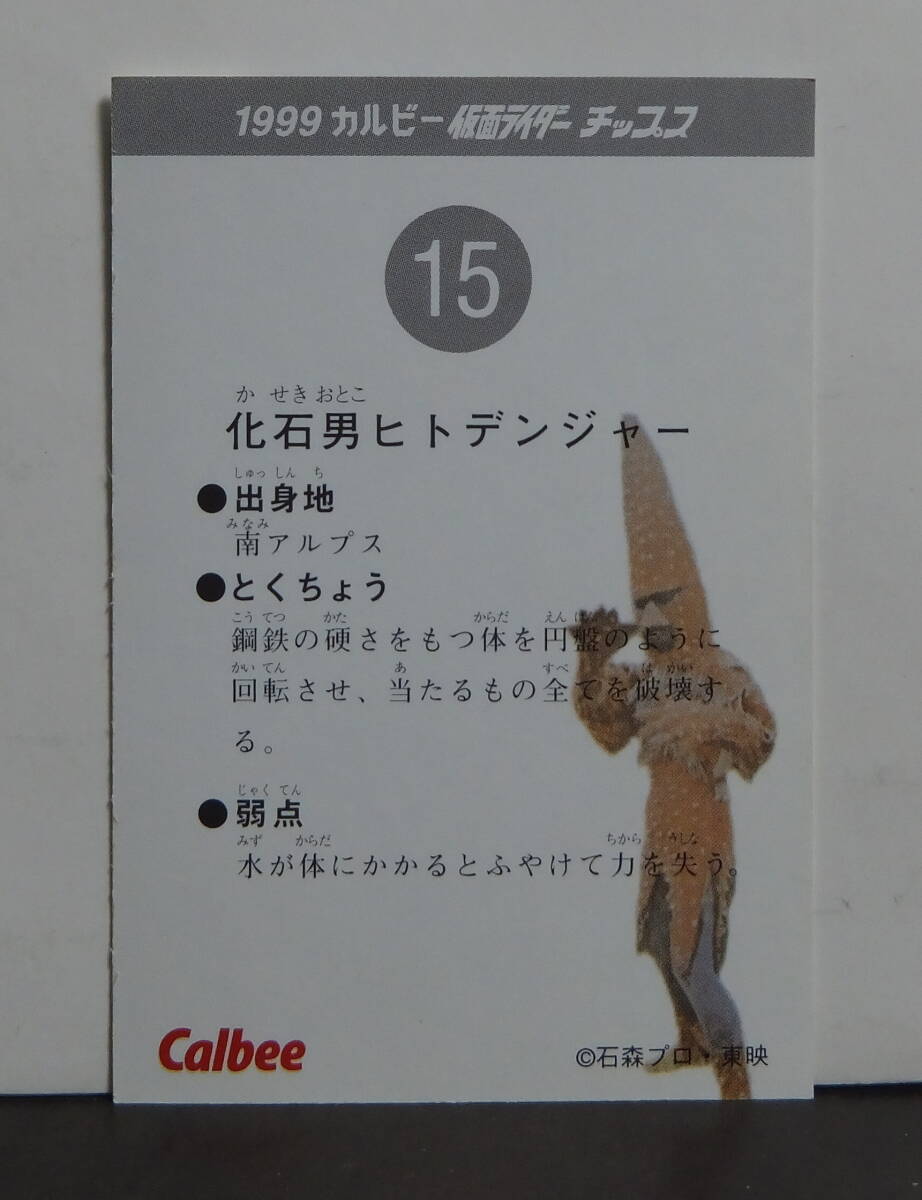 1999 カルビー 仮面ライダー チップス
15
か せき おとこ
化石男ヒトデンジャー
しゅっ しん ち
●出身地
みなみ
南アルプス
●とくちょう
こう てつ かた からだ えん ばん
鋼鉄の硬さをもつ体を円盤のように
かい てん あ すべ は かい
回転させ、当たるもの全てを破壊す
る。
じゃく てん
●弱点
みず からだ ちから うしな
水が体にかかるとふやけて力を失う。
Calbee
©石森プロ・東映